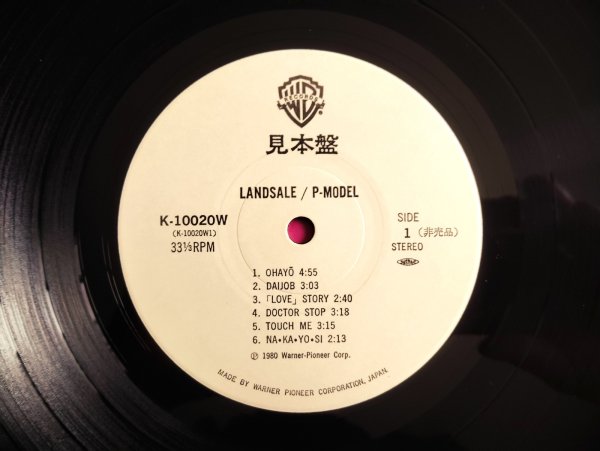 RECORDS
見本盤
LANDSALE / P-MODEL
K-10020W
(K-10020W1)
33⅓RPM
SIDE
1 (非売品)
STEREO
1. OHAYŌ 4:55
2. DAIJOB 3:03
3. 「LOVE」 STORY 2:40
4. DOCTOR STOP 3:18
5. TOUCH ME 3:15
6. NA•KA•YO•SI 2:13
Ⓟ 1980 Warner-Pioneer Corp.
MADE BY WARNER PIONEER CORPORATION, JAPAN.